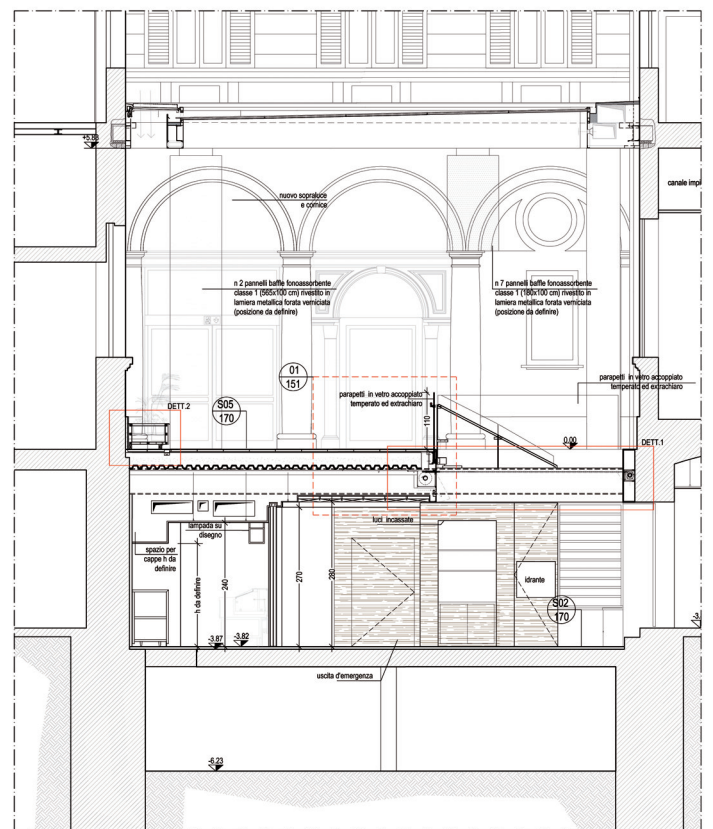 +5.83
canale impi
nuovo sopraluce
e cornice
n 2 pannelli baffle fonoassorbente
classe 1 (565x100 cm) rivestito in
lamiera metallica forata verniciata
(posizione da definire)
n 7 pannelli baffle fonoassorbente
classe 1 (180x100 cm) rivestito in
lamiera metallica forata verniciata
(posizione da definire)
01
151
parapetti in vetro accoppiato
temperato ed extrachiaro
parapetti in vetro accoppiato
temperato ed extrachiaro
DETT.2
S05
170
110
0.00
DETT.1
luci incassate
lampada su
disegno
spazio per
cappe h da
definire
h da definire
240
270
280
idrante
S02
170
-3.87
-3.82
-3.
uscita d'emergenza
-6.23